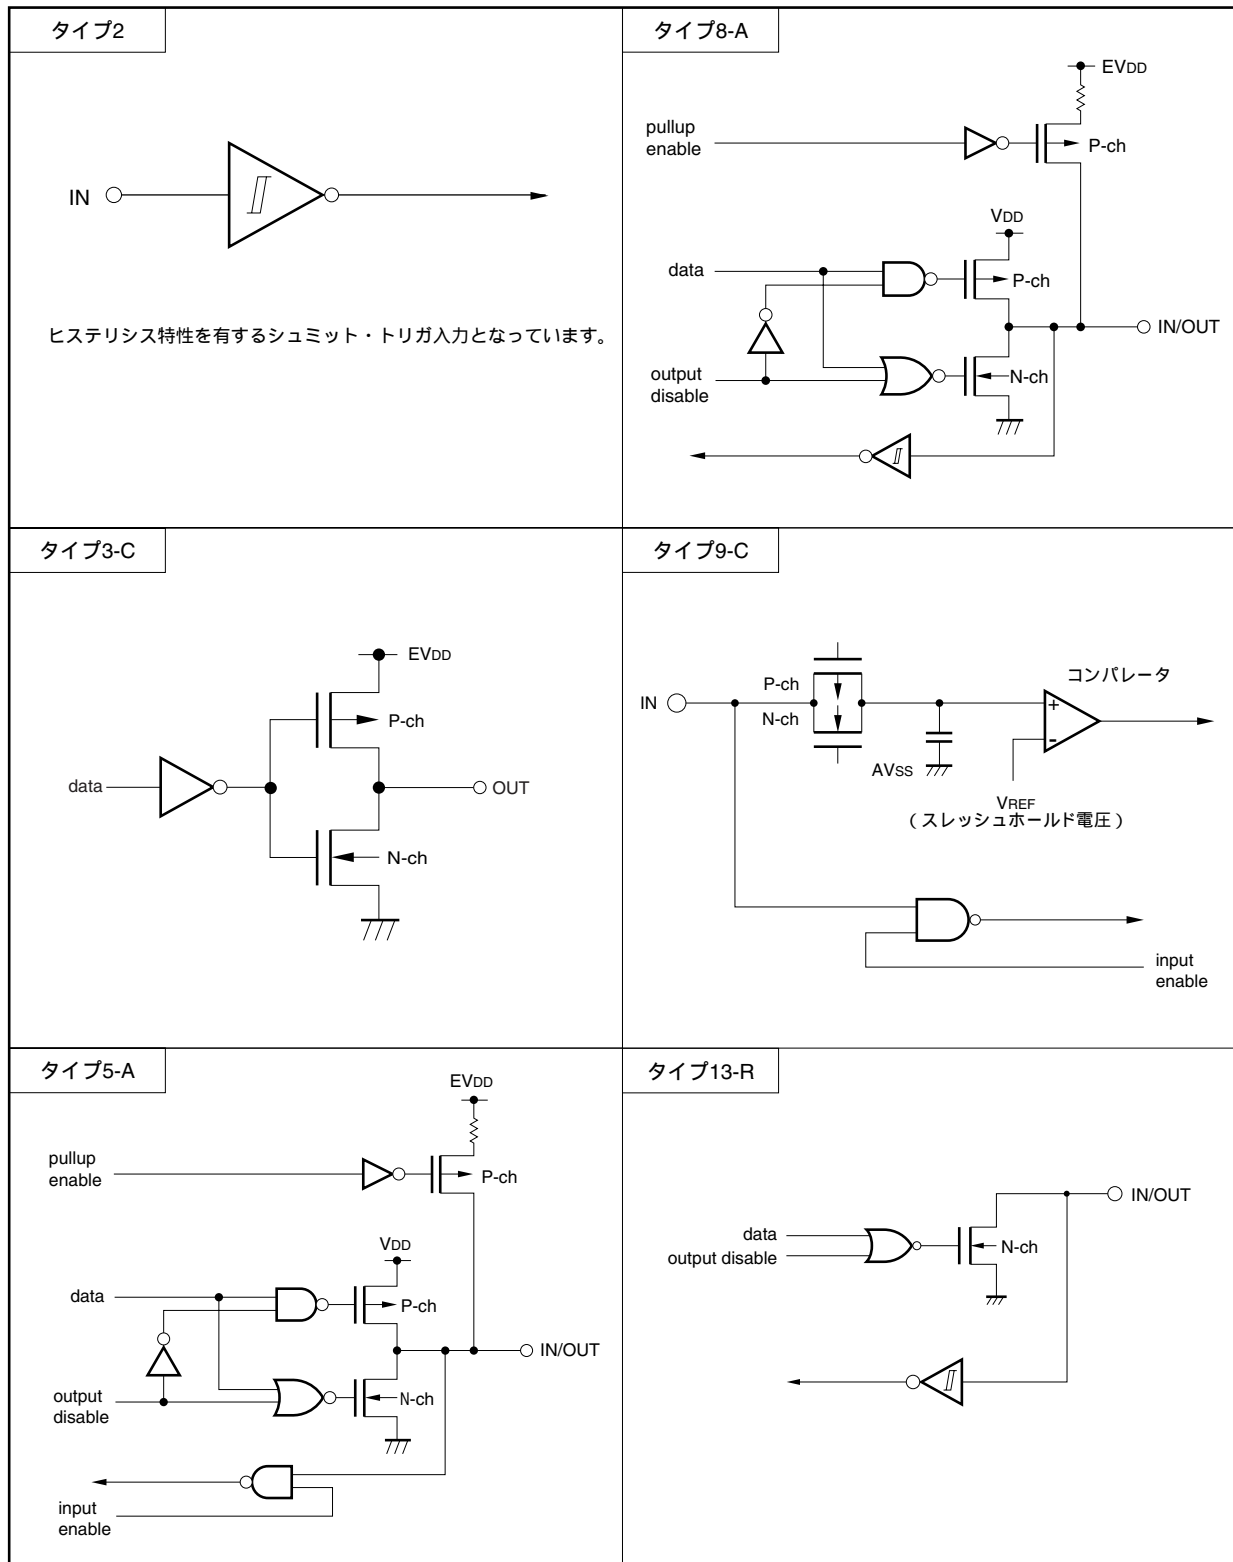 タイプ2
IN
ヒステリシス特性を有するシュミット・トリガ入力となっています。
タイプ8-A
EVDD
pullup
enable
P-ch
VDD
data
P-ch
IN/OUT
output
disable
N-ch
タイプ3-C
EVDD
P-ch
data
OUT
N-ch
タイプ9-C
コンパレータ
P-ch
IN
N-ch
+
-
AVSS
VREF
(スレッシュホールド電圧)
input
enable
タイプ5-A
EVDD
pullup
enable
P-ch
VDD
data
P-ch
IN/OUT
output
disable
N-ch
input
enable
タイプ13-R
IN/OUT
data
output disable
N-ch